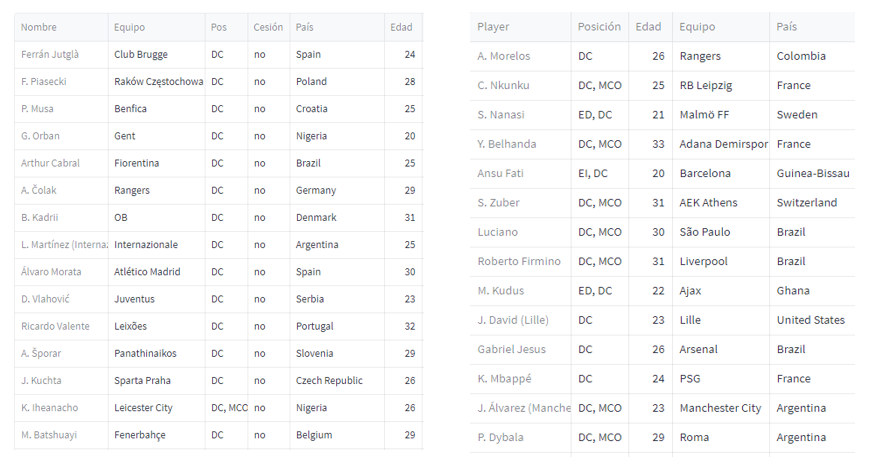 Nombre Equipo Pos Cesión País Edad
Ferrán Jutglà Club Brugge DC no Spain 24
F. Piasecki Raków Częstochowa DC no Poland 28
P. Musa Benfica DC no Croatia 25
G. Orban Gent DC no Nigeria 20
Arthur Cabral Fiorentina DC no Brazil 25
A. Čolak Rangers DC no Germany 29
B. Kadrii OB DC no Denmark 31
L. Martínez (Interna Internazionale DC no Argentina 25
Álvaro Morata Atlético Madrid DC no Spain 30
D. Vlahović Juventus DC no Serbia 23
Ricardo Valente Leixões DC no Portugal 32
A. Šporar Panathinaikos DC no Slovenia 29
J. Kuchta Sparta Praha DC no Czech Republic 26
K. Iheanacho Leicester City DC, MCO no Nigeria 26
M. Batshuayi Fenerbahçe DC no Belgium 29
Player Posición Edad Equipo País
A. Morelos DC 26 Rangers Colombia
C. Nkunku DC, MCO 25 RB Leipzig France
S. Nanasi ED, DC 21 Malmö FF Sweden
Y. Belhanda DC, MCO 33 Adana Demirspor France
Ansu Fati EI, DC 20 Barcelona Guinea-Bissau
S. Zuber DC, MCO 31 AEK Athens Switzerland
Luciano DC, MCO 30 São Paulo Brazil
Roberto Firmino DC, MCO 31 Liverpool Brazil
M. Kudus ED, DC 22 Ajax Ghana
J. David (Lille) DC 23 Lille United States
Gabriel Jesus DC 26 Arsenal Brazil
K. Mbappé DC 24 PSG France
J. Álvarez (Manche DC, MCO 23 Manchester City Argentina
P. Dybala DC, MCO 29 Roma Argentina